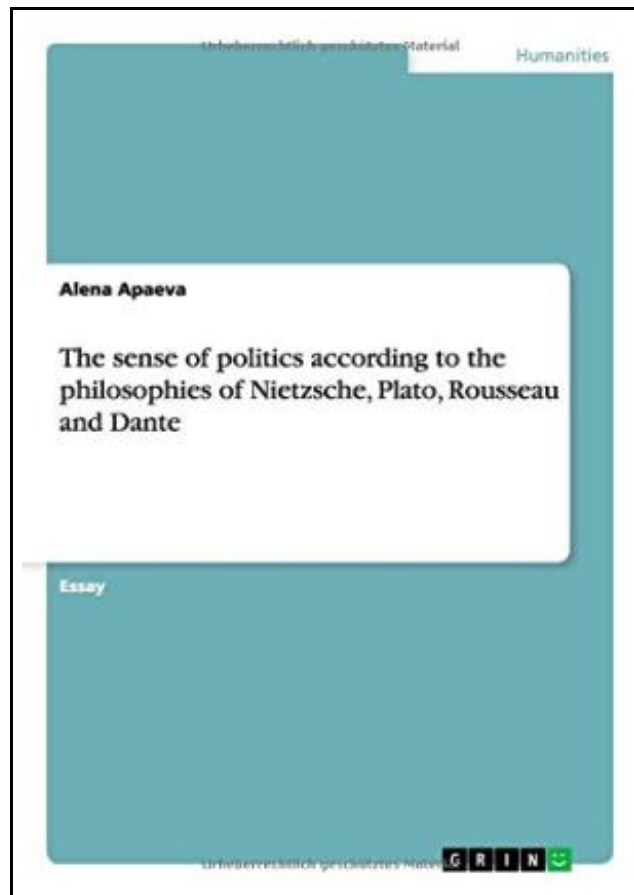 Urheberrechtlich geschütztes Material
Humanities
Alena Apaeva
The sense of politics according to the
philosophies of Nietzsche, Plato, Rousseau
and Dante
Essay
Urheberrechtlich geschütztes
GRIN